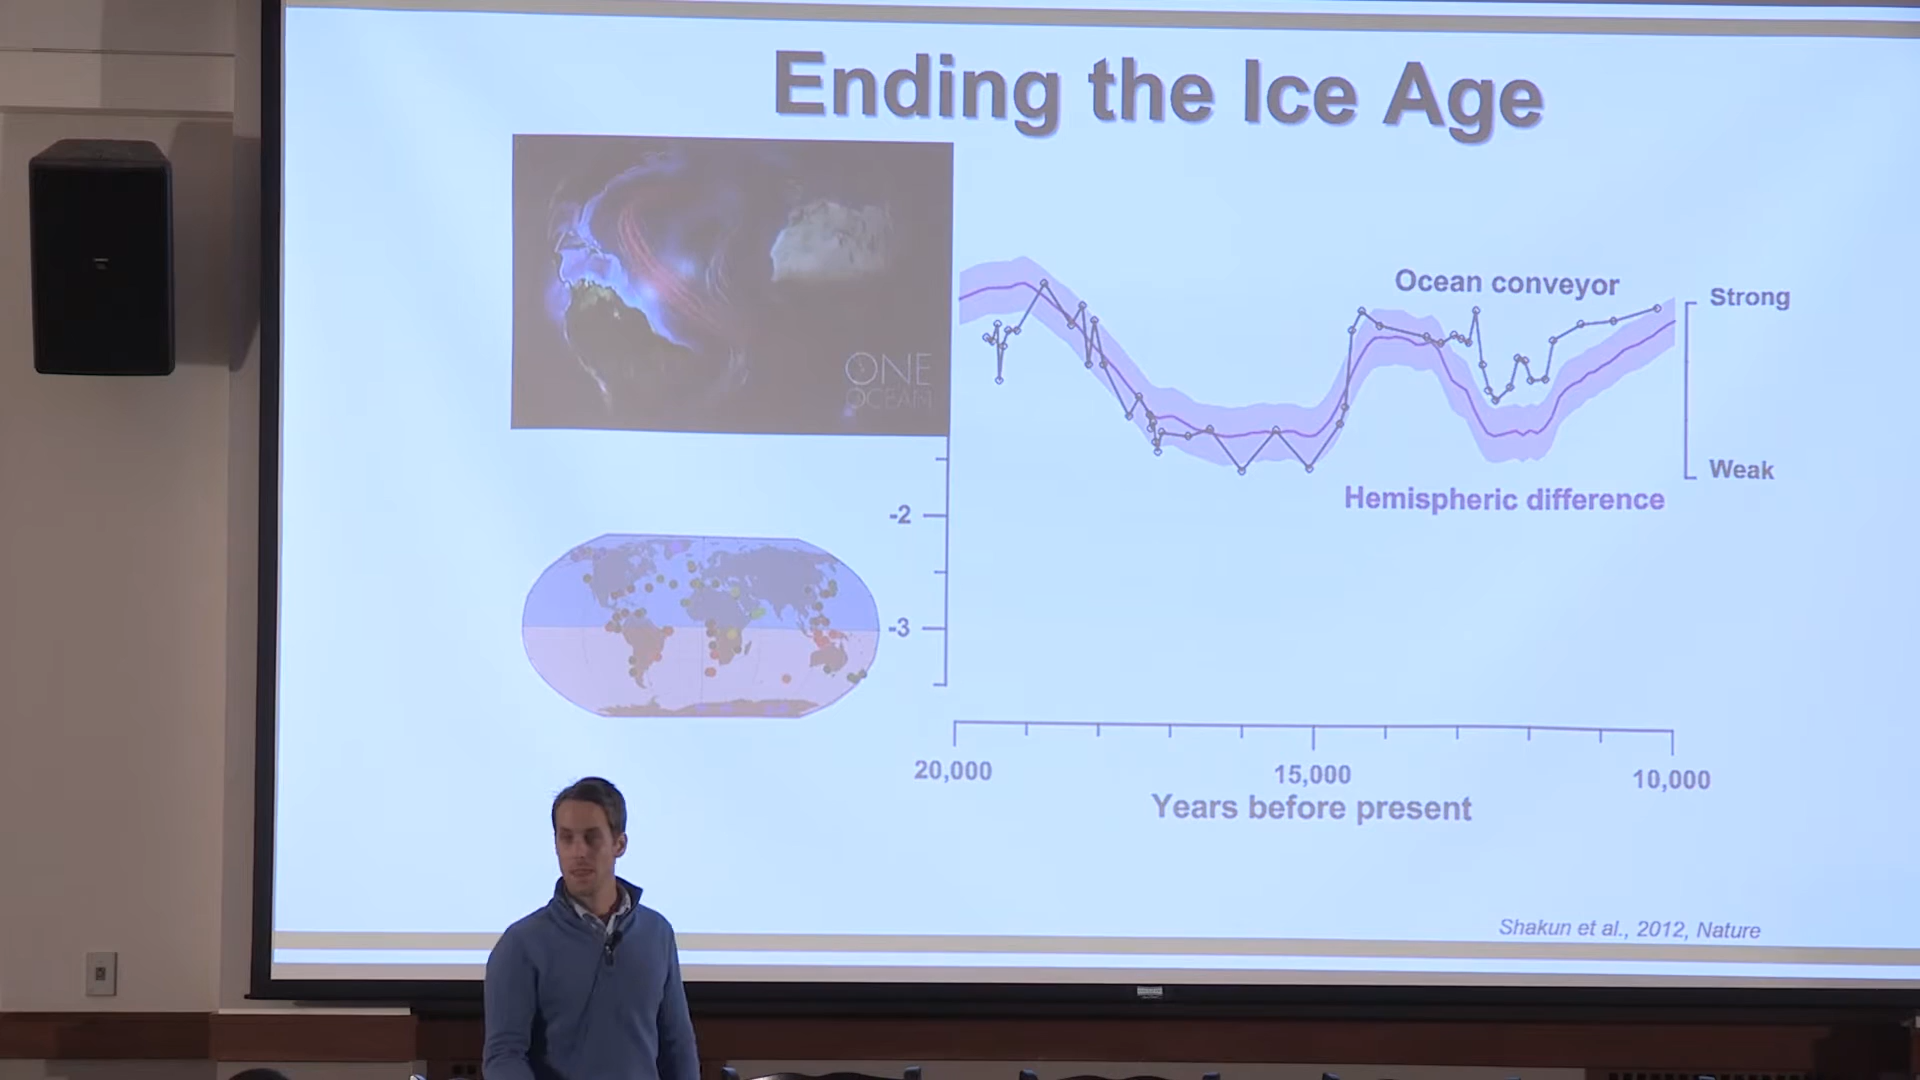 Ending the Ice Age
ONE
OCEAN
Ocean conveyor
Strong
Weak
Hemispheric difference
-2
-3
20,000
15,000
10,000
Years before present
Shakun et al., 2012, Nature